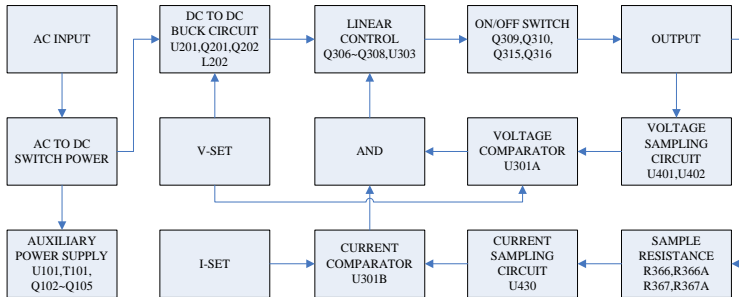 AC INPUT
DC TO DC
BUCK CIRCUIT
U201,Q201,Q202
L202
LINEAR
CONTROL
Q306~Q308,U303
ON/OFF SWITCH
Q309,Q310,
Q315,Q316
OUTPUT
AC TO DC
SWITCH POWER
V-SET
AND
VOLTAGE
COMPARATOR
U301A
VOLTAGE
SAMPLING
CIRCUIT
U401,U402
AUXILIARY
POWER SUPPLY
U101,T101,
Q102~Q105
I-SET
CURRENT
COMPARATOR
U301B
CURRENT
SAMPLING
CIRCUIT
U430
SAMPLE
RESISTANCE
R366,R366A
R367,R367A